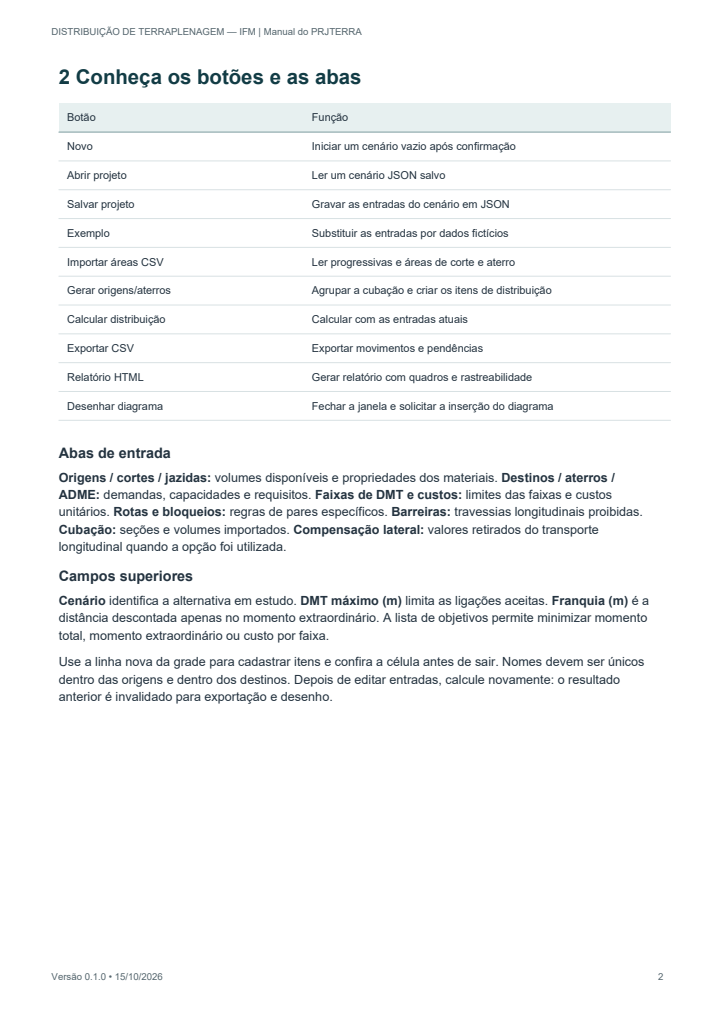 DISTRIBUIÇÃO DE TERRAPLENAGEM — IFM | Manual do PRJTERRA
2 Conheça os botões e as abas
Botão Função
Novo Iniciar um cenário vazio após confirmação
Abrir projeto Ler um cenário JSON salvo
Salvar projeto Gravar as entradas do cenário em JSON
Exemplo Substituir as entradas por dados fictícios
Importar áreas CSV Ler progressivas e áreas de corte e aterro
Gerar origens/aterros Agrupar a cubação e criar os itens de distribuição
Calcular distribuição Calcular com as entradas atuais
Exportar CSV Exportar movimentos e pendências
Relatório HTML Gerar relatório com quadros e rastreabilidade
Desenhar diagrama Fechar a janela e solicitar a inserção do diagrama
Abas de entrada
Origens / cortes / jazidas: volumes disponíveis e propriedades dos materiais. Destinos / aterros /
ADME: demandas, capacidades e requisitos. Faixas de DMT e custos: limites das faixas e custos
unitários. Rotas e bloqueios: regras de pares específicos. Barreiras: travessias longitudinais proibidas.
Cubação: seções e volumes importados. Compensação lateral: valores retirados do transporte
longitudinal quando a opção foi utilizada.
Campos superiores
Cenário identifica a alternativa em estudo. DMT máximo (m) limita as ligações aceitas. Franquia (m) é a
distância descontada apenas no momento extraordinário. A lista de objetivos permite minimizar momento
total, momento extraordinário ou custo por faixa.
Use a linha nova da grade para cadastrar itens e confira a célula antes de sair. Nomes devem ser únicos
dentro das origens e dentro dos destinos. Depois de editar entradas, calcule novamente: o resultado
anterior é invalidado para exportação e desenho.
Versão 0.1.0 • 15/10/2026 2